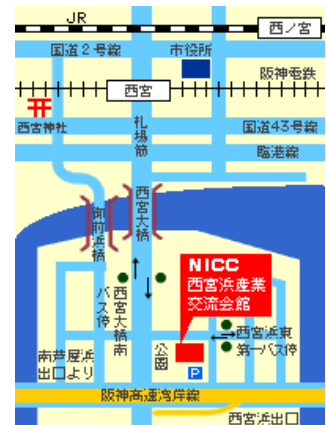 JR
西ノ宮
国道2号線
市役所
阪神電鉄
西宮
西宮神社
札場筋
国道43号線
臨港線
西宮大橋
御前浜橋
NICC
西宮浜産業
交流会館
西宮大橋南
バス停
西宮浜東
第一バス停
公園
P
南芦屋浜
出口より
阪神高速湾岸線
西宮浜出口